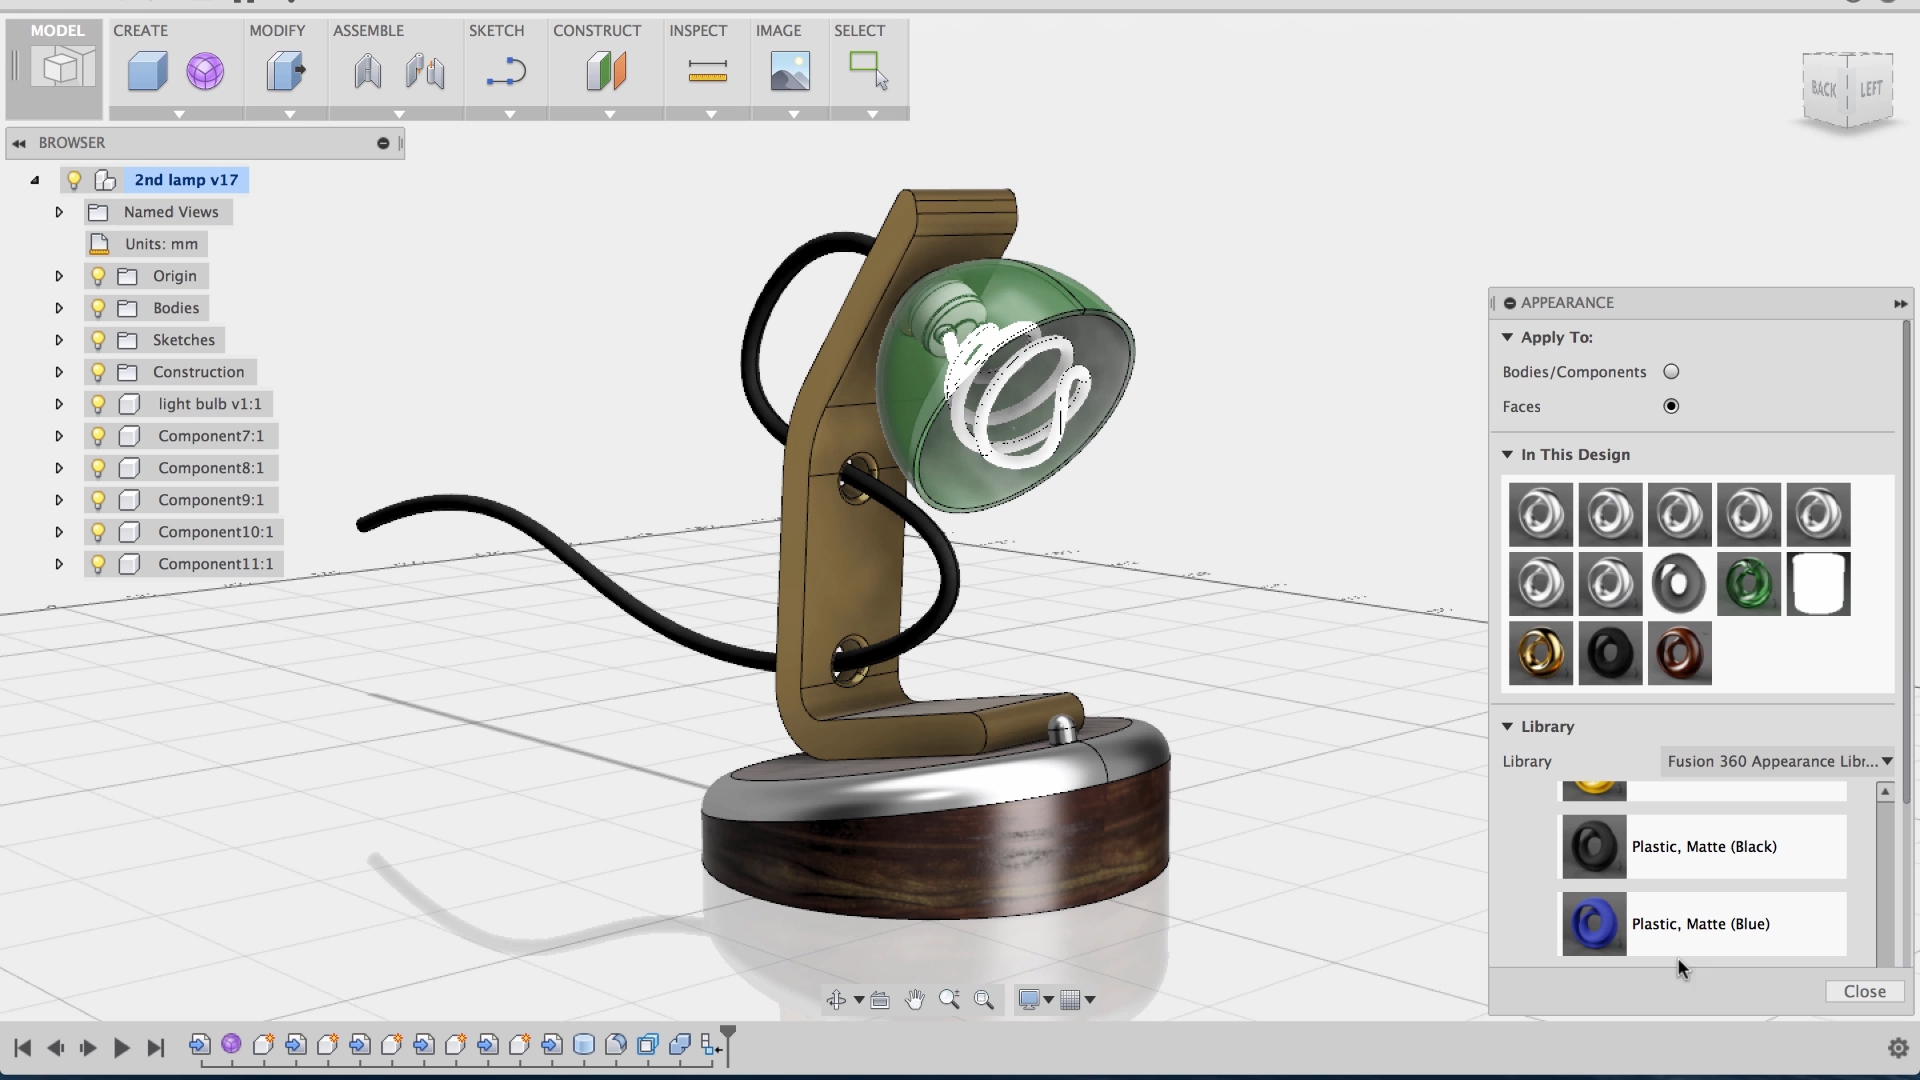 MODEL
CREATE
MODIFY
ASSEMBLE
SKETCH
CONSTRUCT
INSPECT
IMAGE
SELECT
BACK
LEFT
BROWSER
2nd lamp v17
Named Views
Units: mm
Origin
Bodies
Sketches
Construction
light bulb v1:1
Component7:1
Component8:1
Component9:1
Component10:1
Component11:1
APPEARANCE
Apply To:
Bodies/Components
Faces
In This Design
Library
Library
Fusion 360 Appearance Libr...
Plastic, Matte (Black)
Plastic, Matte (Blue)
Close